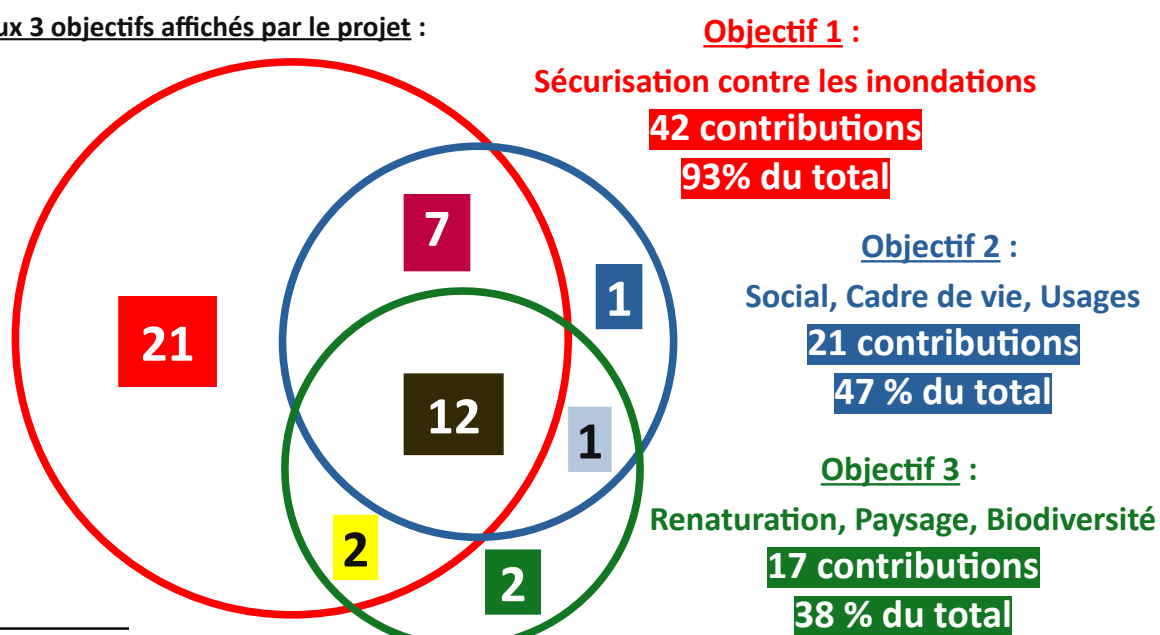 ux 3 objectifs affichés par le projet :
Objectif 1 :
Sécurisation contre les inondations
42 contributions
93% du total
7
Objectif 2 :
1
Social, Cadre de vie, Usages
21
21 contributions
47 % du total
12
1
Objectif 3 :
Renaturation, Paysage, Biodiversité
2
17 contributions
2
38 % du total